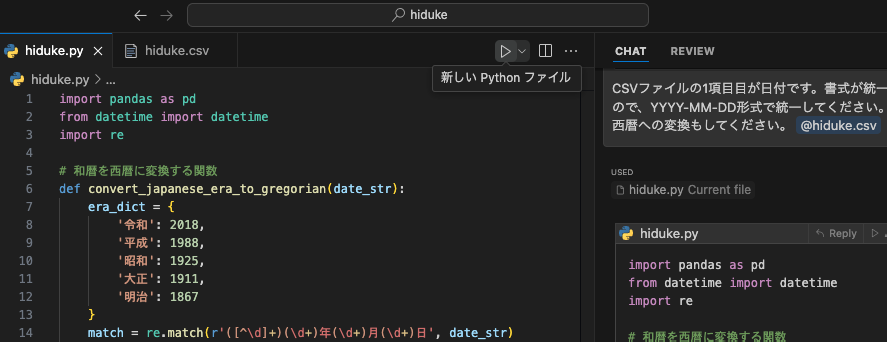 hiduke
hiduke.py
hiduke.csv
hiduke.py > ...
新しい Python ファイル
1 import pandas as pd
2 from datetime import datetime
3 import re
4
5 # 和暦を西暦に変換する関数
6 def convert_japanese_era_to_gregorian(date_str):
7 era_dict = {
8 '令和': 2018,
9 '平成': 1988,
10 '昭和': 1925,
11 '大正': 1911,
12 '明治': 1867
13 }
14 match = re.match(r'([^\d]+)(\d+)年(\d+)月(\d+)日', date_str)
CHAT REVIEW
CSVファイルの1項目目が日付です。書式が統一
ので、YYYY-MM-DD形式で統一してください。
西暦への変換もしてください。 @hiduke.csv
USED
hiduke.py Current file
hiduke.py
Reply
import pandas as pd
from datetime import datetime
import re
# 和暦を西暦に変換する関数